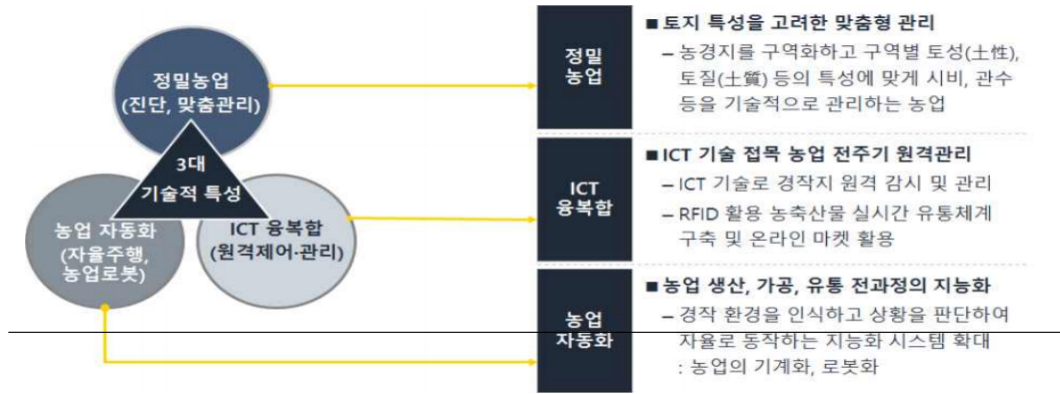 정밀농업
(진단, 맞춤관리)
3대
기술적 특성
농업 자동화
(자율주행,
농업로봇)
ICT 융복합
(원격제어·관리)
정밀
농업
■ 토지 특성을 고려한 맞춤형 관리
– 농경지를 구역화하고 구역별 토성(土性),
토질(土質) 등의 특성에 맞게 시비, 관수
등을 기술적으로 관리하는 농업
ICT
융복합
■ ICT 기술 접목 농업 전주기 원격관리
– ICT 기술로 경작지 원격 감시 및 관리
– RFID 활용 농축산물 실시간 유통체계
구축 및 온라인 마켓 활용
농업
자동화
■ 농업 생산, 가공, 유통 전과정의 지능화
– 경작 환경을 인식하고 상황을 판단하여
자율로 동작하는 지능화 시스템 확대
: 농업의 기계화, 로봇화